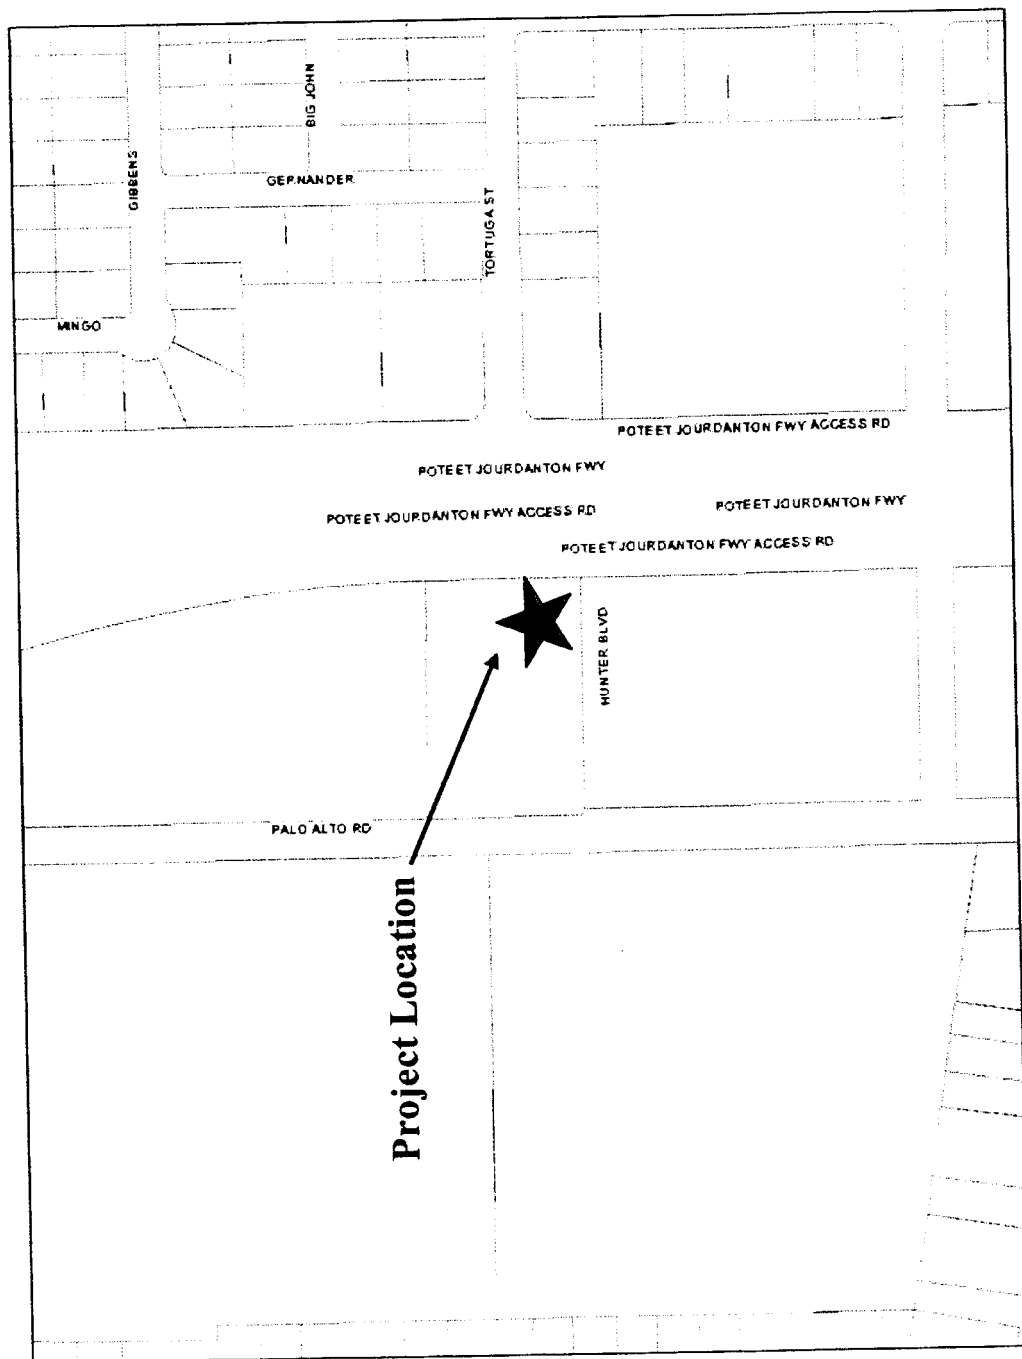 BIG JOHN
GIBBENS
GERNANDER
TORTUGA ST
MINGO
POTEET JOURDANTON FWY ACCESS RD
POTEET JOURDANTON FWY
POTEET JOURDANTON FWY
POTEET JOURDANTON FWY ACCESS RD
POTEET JOURDANTON FWY ACCESS RD
HUNTER BLVD
PALO ALTO RD
Project Location